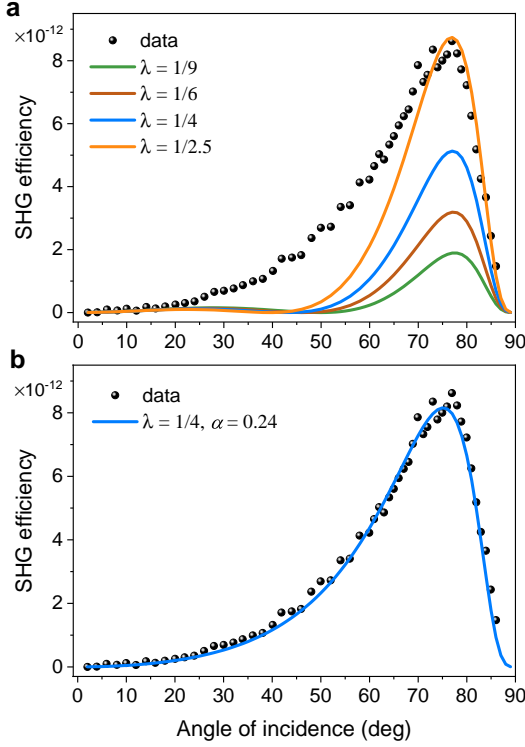 a
×10⁻¹²
data
λ = 1/9
λ = 1/6
λ = 1/4
λ = 1/2.5
SHG efficiency
8
6
4
2
0
0 10 20 30 40 50 60 70 80 90
b
×10⁻¹²
data
λ = 1/4, α = 0.24
SHG efficiency
8
6
4
2
0
0 10 20 30 40 50 60 70 80 90
Angle of incidence (deg)